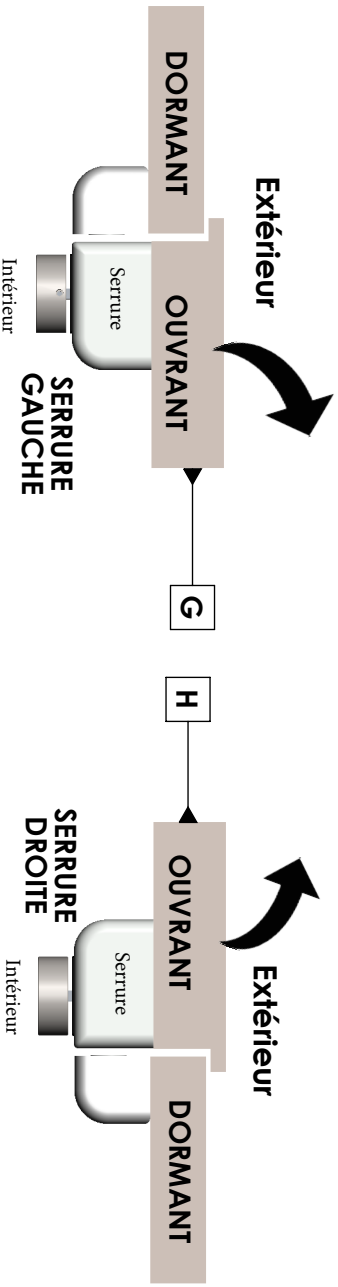 Extérieur
DORMANT
OUVRANT
Serrure
Intérieur
SERRURE
GAUCHE
G
H
Extérieur
OUVRANT
DORMANT
Serrure
Intérieur
SERRURE
DROITE